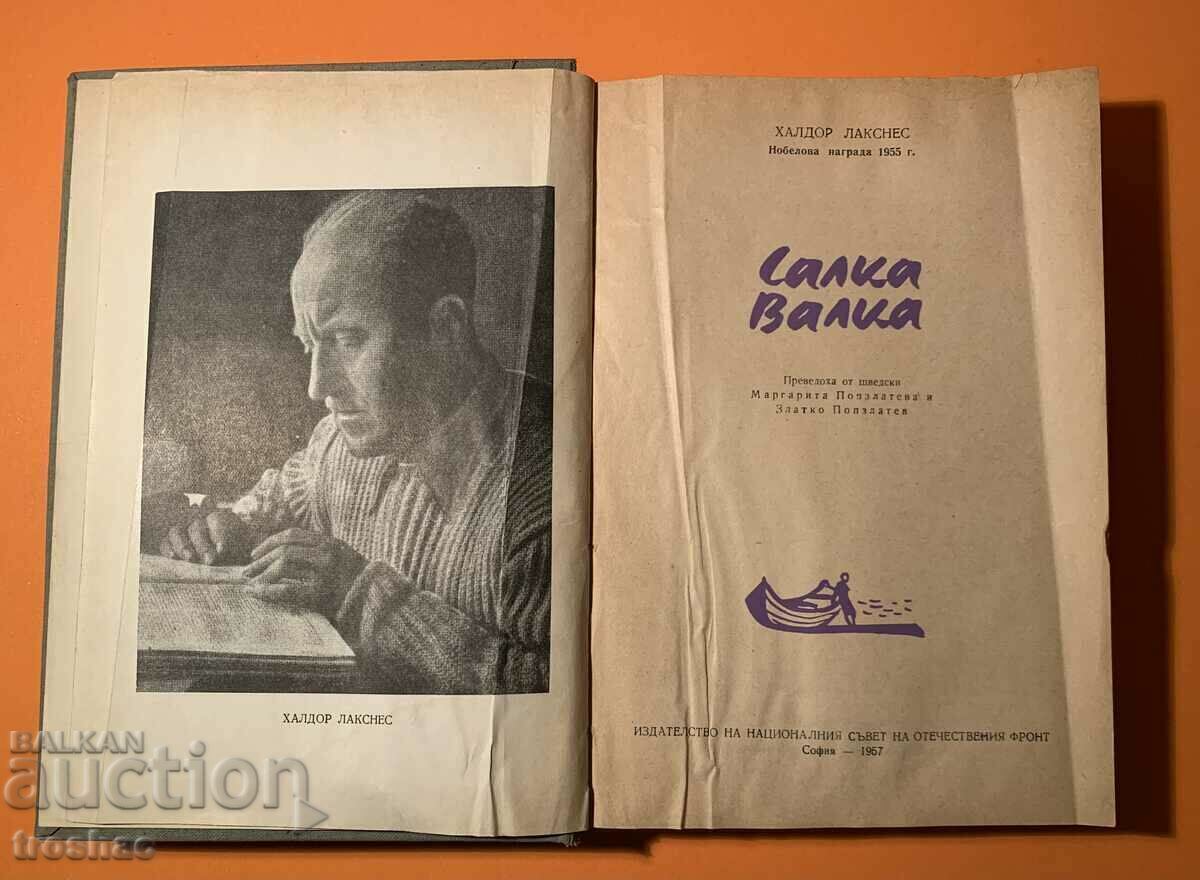 ХАЛДОР ЛАКСНЕС
ХАЛДОР ЛАКСНЕС
Нобелова награда 1955 г.
Салка
Валка
Преведоха от шведски
Маргарита Попзлатева и
Златко Попзлатев
ИЗДАТЕЛСТВО НА НАЦИОНАЛНИЯ СЪВЕТ НА ОТЕЧЕСТВЕНИЯ ФРОНТ
София — 1957
BALKAN
auction
troshac